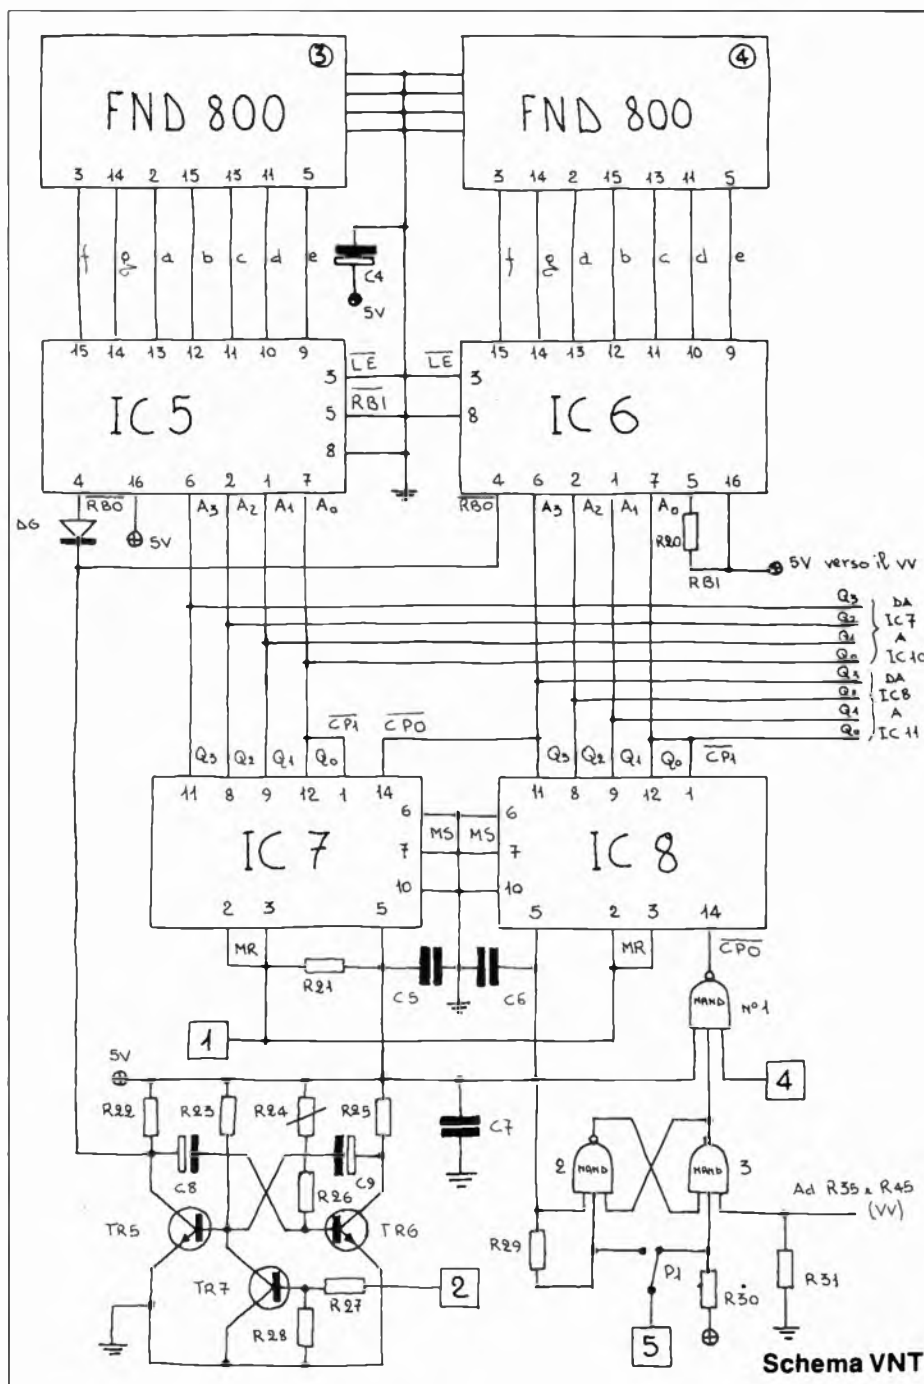 3 4
FND 800 FND 800
3 14 2 15 13 11 5 3 14 2 15 13 11 5
f g a b c d e f g a b c d e
C4
5V
15 14 13 12 11 10 9 15 14 13 12 11 10 9
3 LE LE 3
IC 5 5 RBI 8 IC 6
8
4 16 6 2 1 7 4 6 2 1 7 5 16
RBO A3 A2 A1 A0 RBO A3 A2 A1 A0
D6 5V R20 5V verso il VV
RBI
Q3 DA
Q2 IC7
Q1 A
Q0 IC10
Q3 DA
IC8
Q1 A
Q0 IC 11
CP1 CP0
Q3 Q2 Q1 Q0 Q3 Q2 Q1 Q0 CP1
11 8 9 12 1 14 11 8 9 12 1
6 6
IC 7 MS MS IC 8
7 7
10 10
2 3 5 5 2 3 14
MR MR CP0
R21 C5 C6
NAND N°1
1
5V 4
R22 R23 R24 R25
C7
C8 C9 2 NAND NAND 3
R26 Ad R35 e R45
(VV)
TR5 TR6
R29 P1 R31
TR7 2 R30
R27
R28
5
Schema VNT